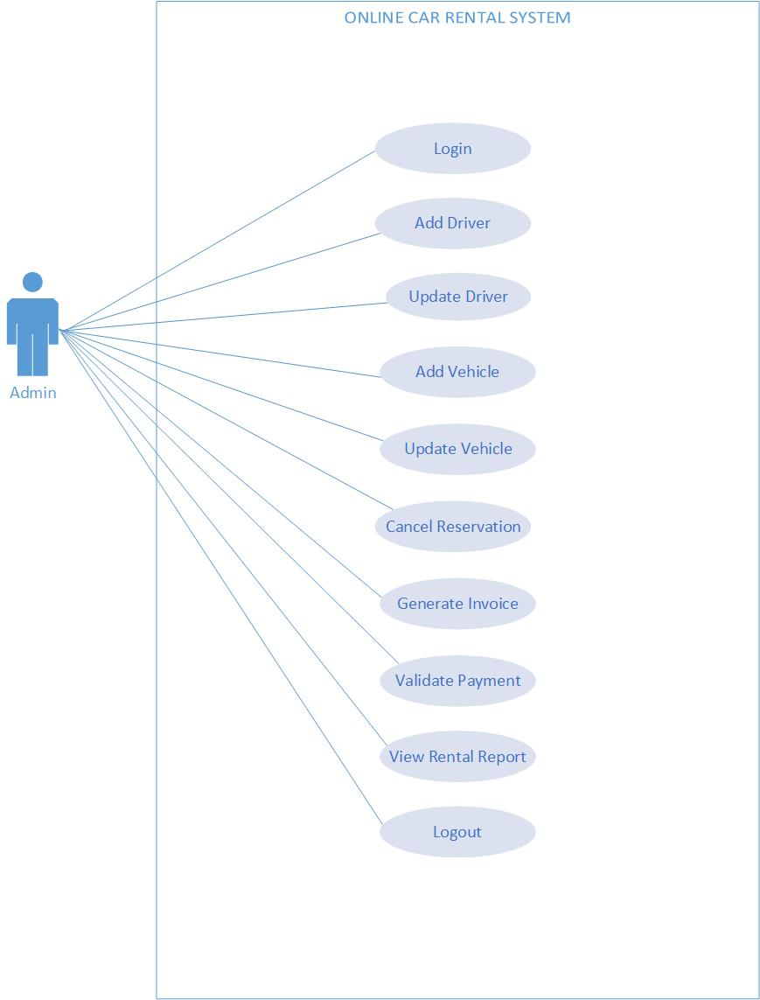 ONLINE CAR RENTAL SYSTEM
Login
Add Driver
Update Driver
Add Vehicle
Admin
Update Vehicle
Cancel Reservation
Generate Invoice
Validate Payment
View Rental Report
Logout